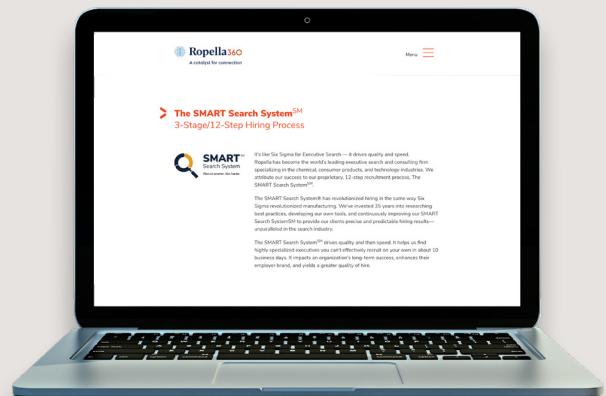 Ropella360
A catalyst for connection
Menu
The SMART Search System℠
3-Stage/12-Step Hiring Process
SMART
Search System
It's like Six Sigma for Executive Search — it drives quality and speed.
Ropella has become the world's leading executive search and consulting firm
specializing in the chemical, consumer products, and technology industries. We
attribute our success to our proprietary, 12-step recruitment process, The
SMART Search System℠.
The SMART Search System® has revolutionized hiring in the same way Six
Sigma revolutionized manufacturing. We've invested 35 years into researching
best practices, developing our own tools, and continuously improving our SMART
Search SystemSM to provide our clients precise and predictable hiring results—
unparalleled in the search industry.
The SMART Search System℠ drives quality and then speed. It helps us find
highly specialized executives you can't effectively recruit on your own in about 10
business days. It impacts an organization's long-term success, enhances their
employer brand, and yields a greater quality of hire.